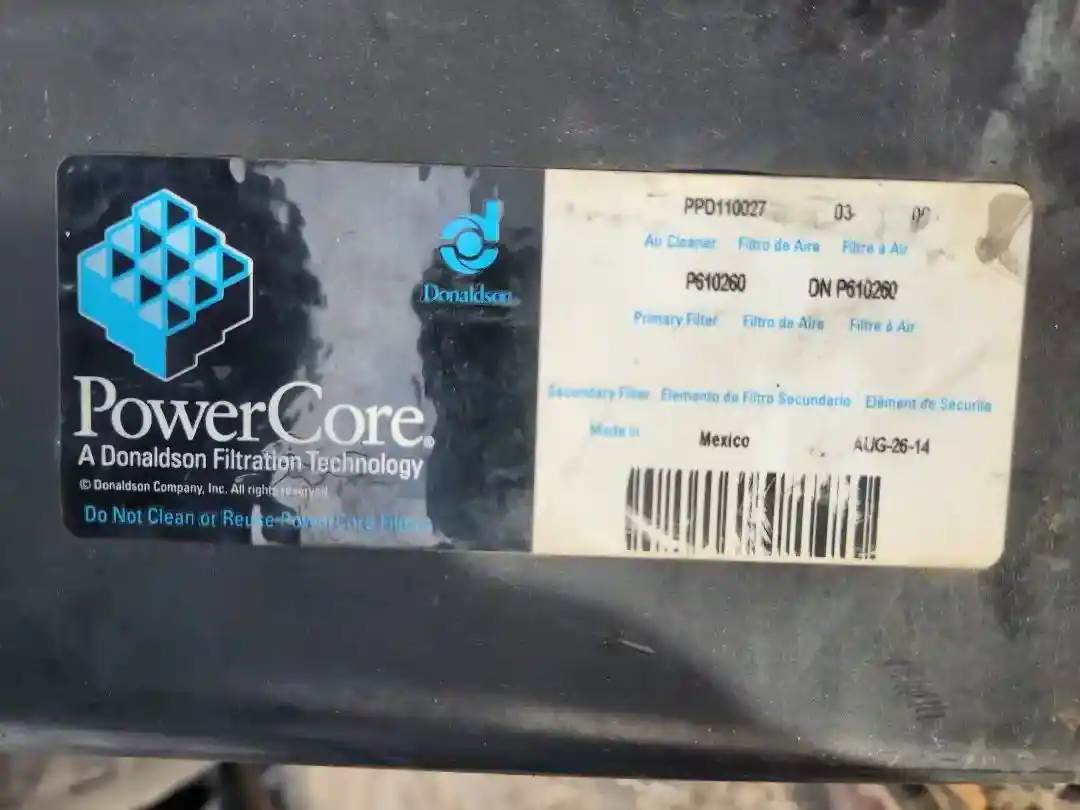 Donaldson
PowerCore®
A Donaldson Filtration Technology
© Donaldson Company, Inc. All rights reserved
Do Not Clean or Reuse PowerCore Filters
PPD110027 03
Air Cleaner Filtro de Aire Filtre à Air
P610260 DN P610260
Primary Filter Filtro de Aire Filtre à Air
Secondary Filter Elemento de Filtro Secundario Elément de Sécurité
Made in Mexico AUG-26-14